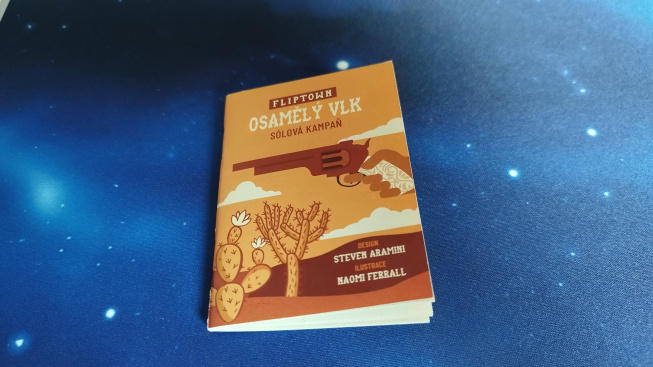 FLIPTOWN
OSAMĚLÝ VLK
SÓLOVÁ KAMPAŇ
DESIGN
STEVEN ARAMINI
ILUSTRACE
NAOMI FERRALL